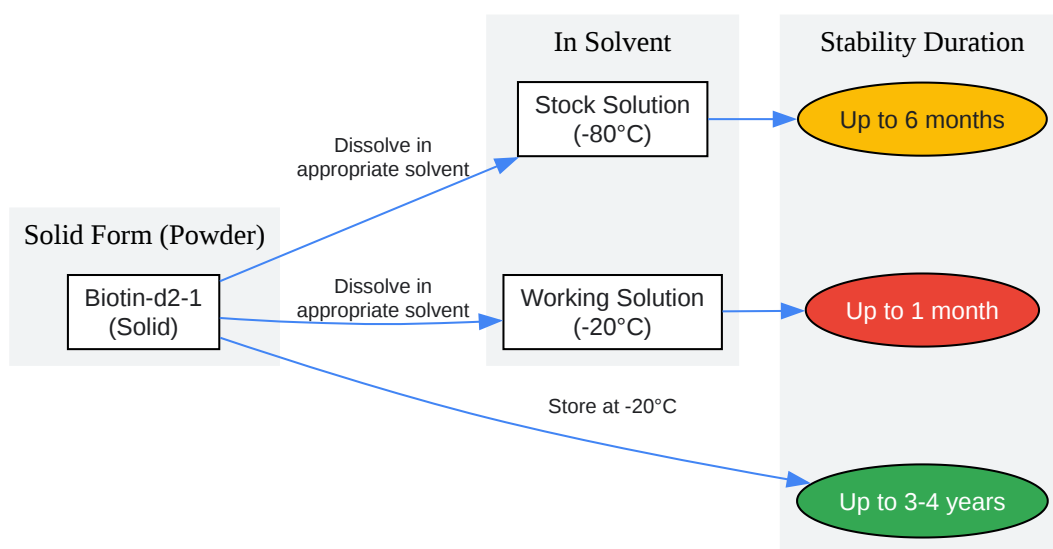 In Solvent
Stability Duration
Stock Solution
(-80°C)
Up to 6 months
Dissolve in
appropriate solvent
Solid Form (Powder)
Biotin-d2-1
(Solid)
Dissolve in
appropriate solvent
Working Solution
(-20°C)
Up to 1 month
Store at -20°C
Up to 3-4 years